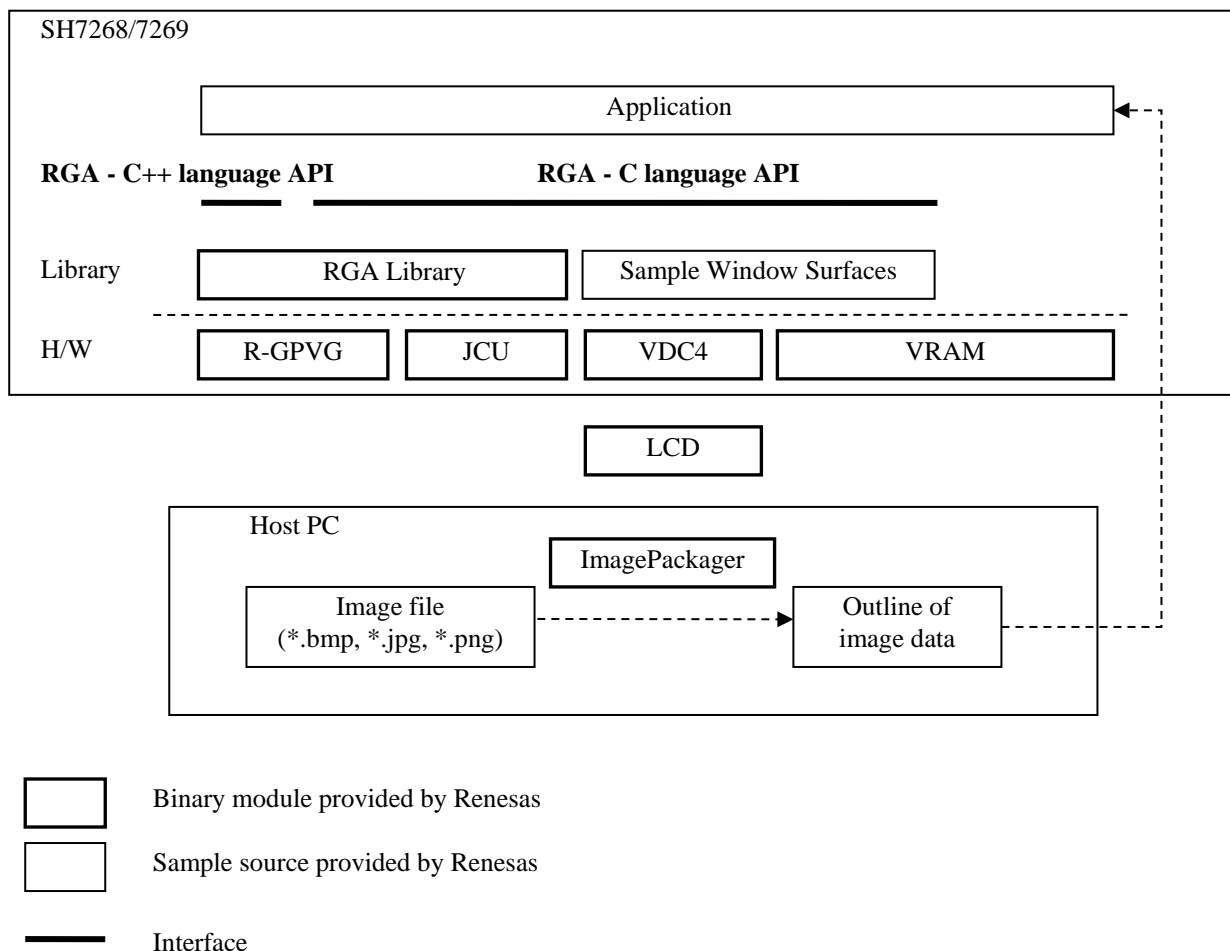 SH7268/7269
Application
RGA - C++ language API
RGA - C language API
Library
RGA Library
Sample Window Surfaces
H/W
R-GPVG
JCU
VDC4
VRAM
LCD
Host PC
ImagePackager
Image file
(*.bmp, *.jpg, *.png)
Outline of
image data
Binary module provided by Renesas
Sample source provided by Renesas
Interface